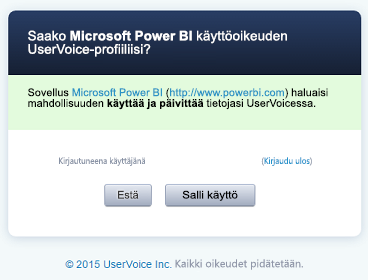 Saako Microsoft Power BI käyttöoikeuden
UserVoice-profiiliisi?
Sovellus Microsoft Power BI (http://www.powerbi.com) haluaisi
mahdollisuuden käyttää ja päivittää tietojasi UserVoicessa.
Kirjautuneena käyttäjänä (Kirjaudu ulos)
Estä Salli käyttö
© 2015 UserVoice Inc. Kaikki oikeudet pidätetään.